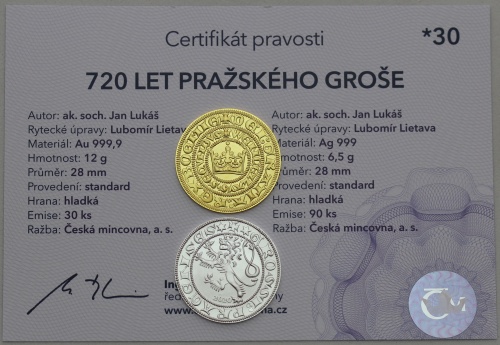 Certifikát pravosti
*30
720 LET PRAŽSKÉHO GROŠE
Autor: ak. soch. Jan Lukáš
Rytecké úpravy: Lubomír Lietava
Materiál: Au 999,9
Hmotnost: 12 g
Průměr: 28 mm
Provedení: standard
Hrana: hladká
Emise: 30 ks
Ražba: Česká mincovna, a. s.
Autor: ak. soch. Jan Lukáš
Rytecké úpravy: Lubomír Lietava
Ag 999
Hmotnost: 6,5 g
Průměr: 28 mm
standard
Hrana: hladká
Emise: 90 ks
Ražba: Česká mincovna, a. s.